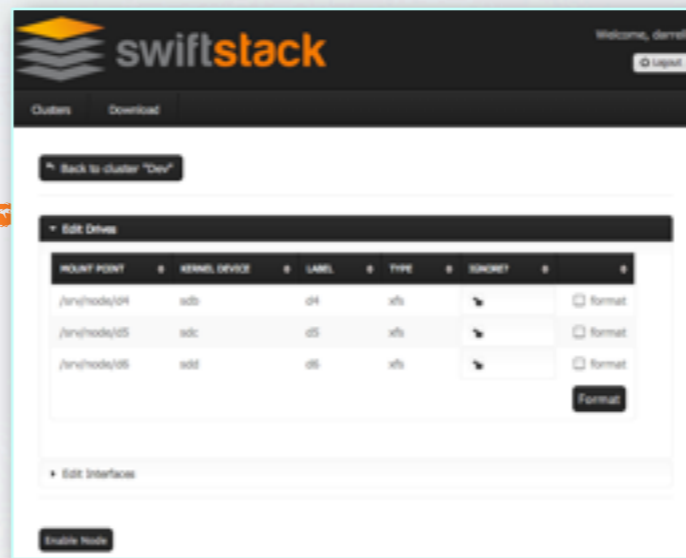 swiftstack
Welcome, darrell
Logout
Clusters Download
Back to cluster "Dev"
Edit Drives
MOUNT POINT KERNEL DEVICE LABEL TYPE IGNORE?
/srv/node/d4 sdb d4 xfs format
/srv/node/d5 sdc d5 xfs format
/srv/node/d6 sdd d6 xfs format
Format
Edit Interfaces
Enable Node